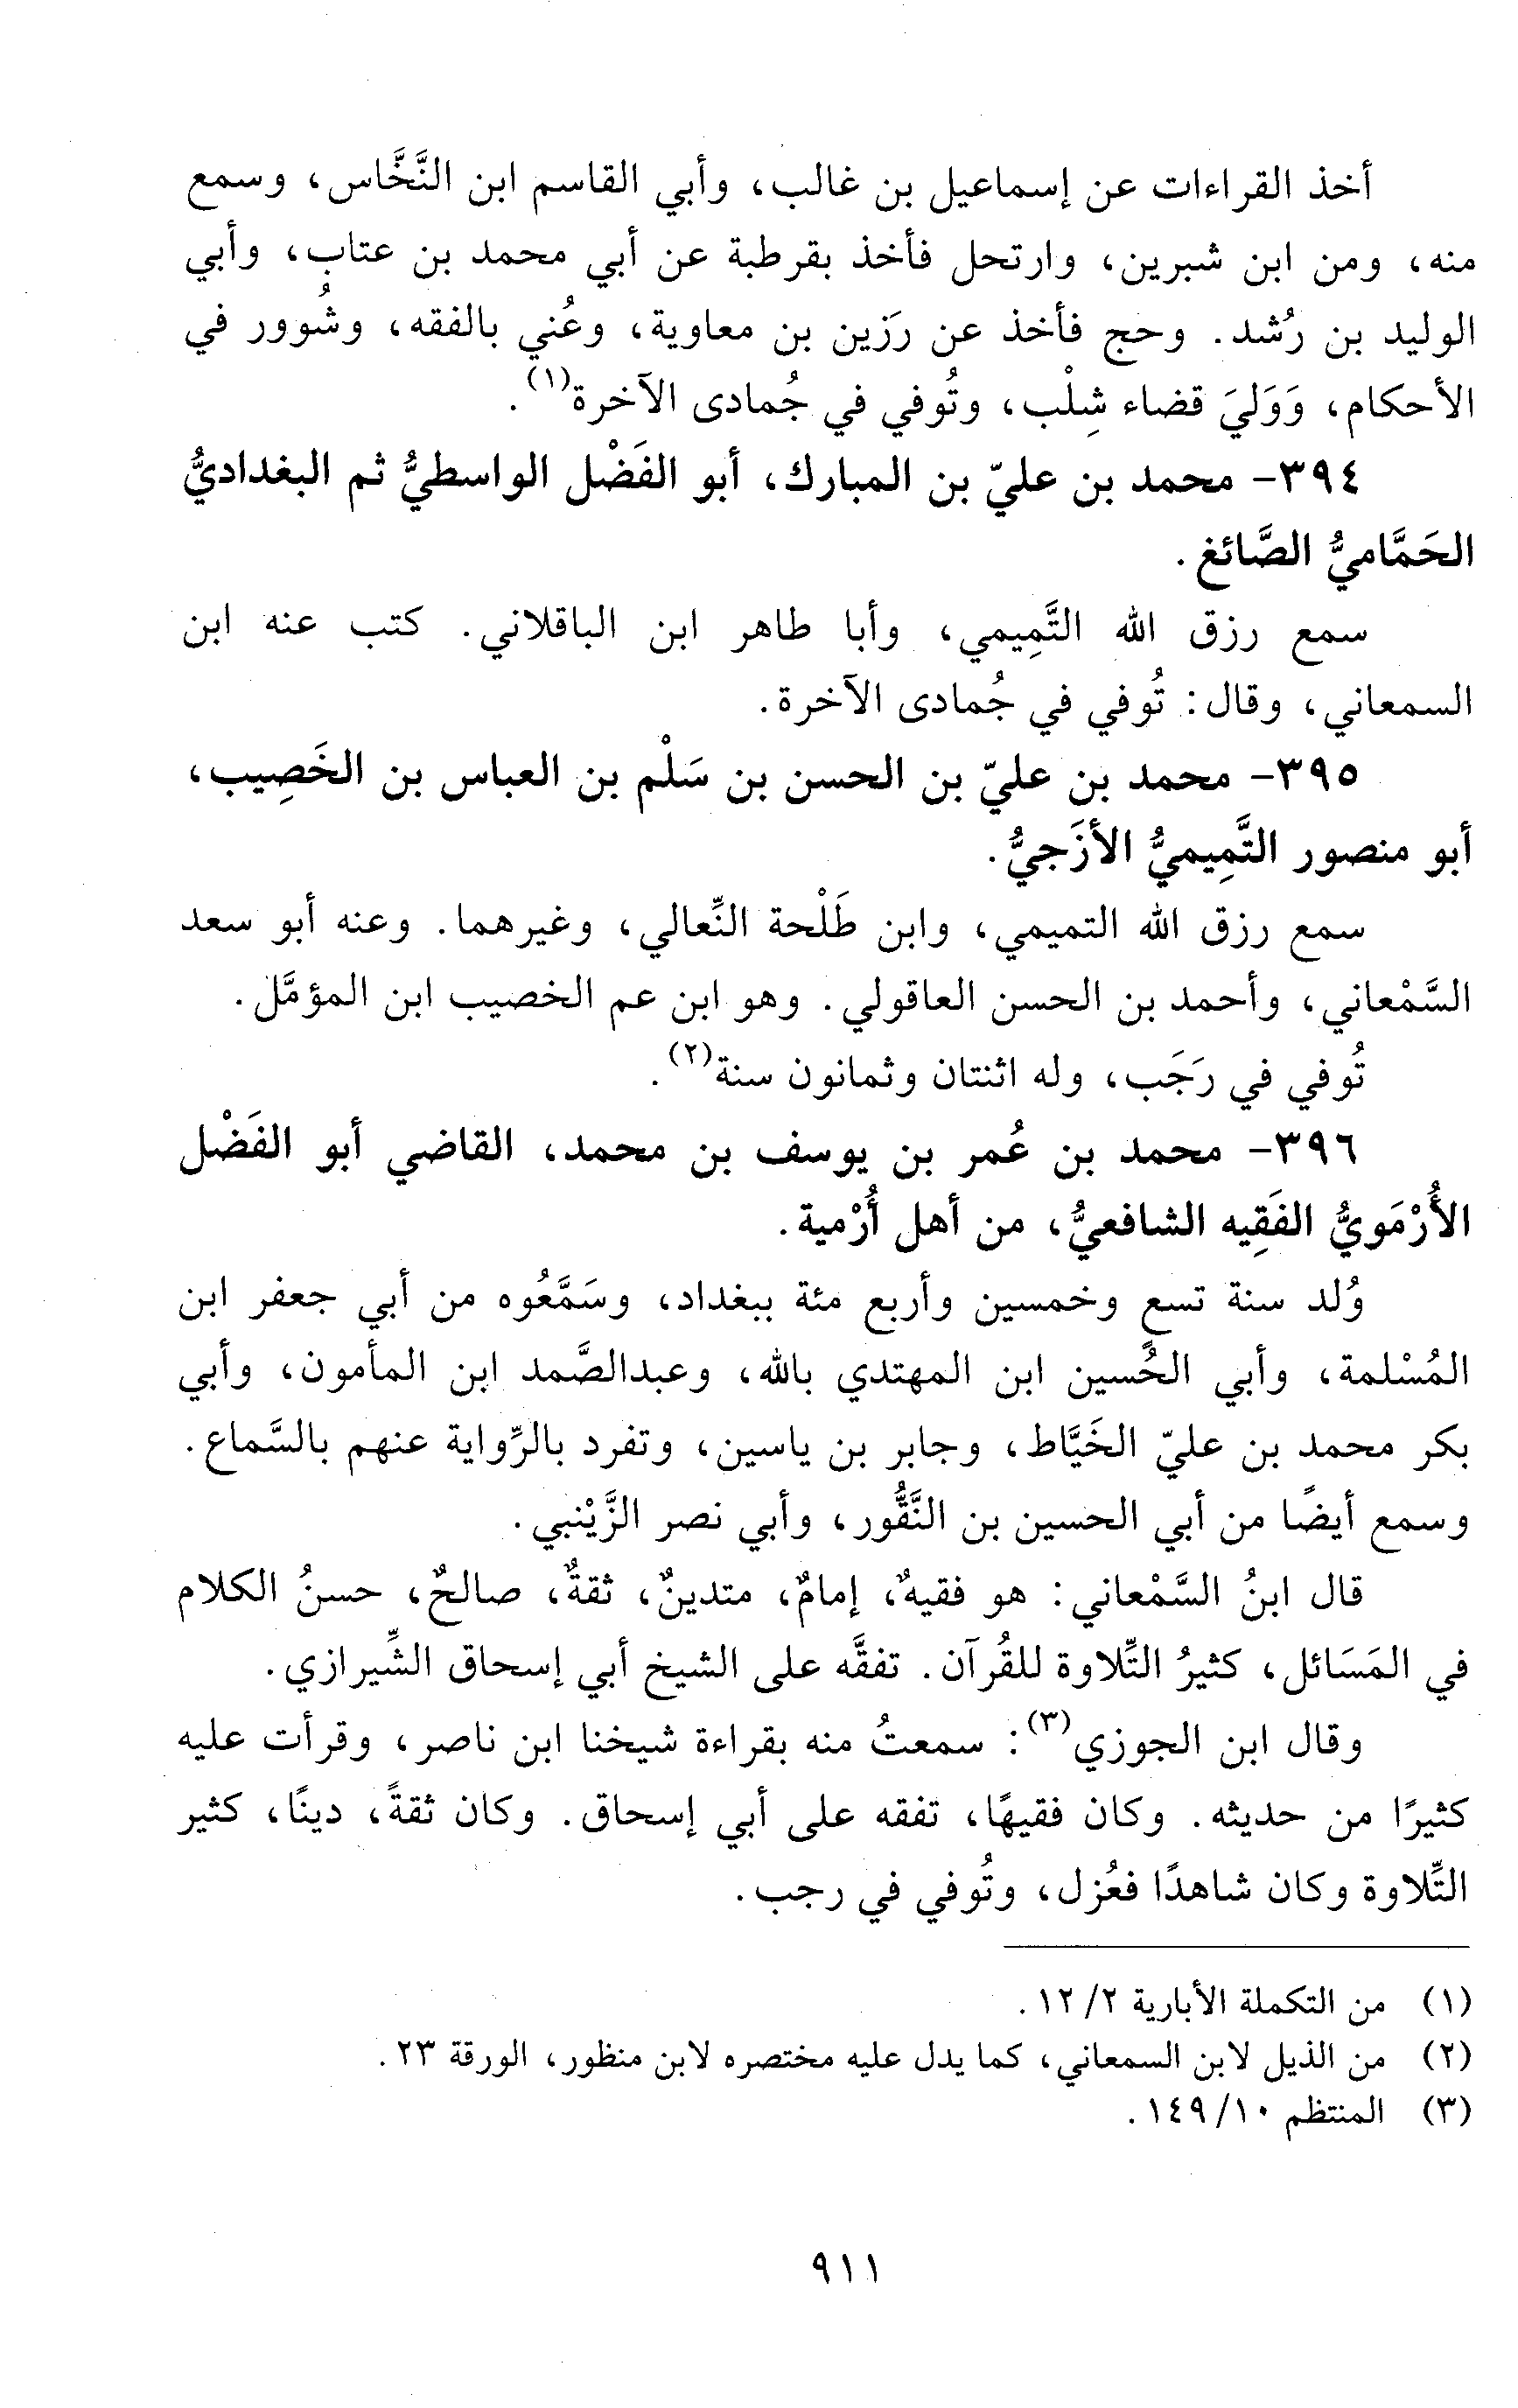 أخذ القراءات عن إسماعيل بن غالب، وأبي القاسم ابن النَّخَّاس، وسمع
منه، ومن ابن شبرين، وارتحل فأخذ بقرطبة عن أبي محمد بن عتاب، وأبي
الوليد بن رُشد. وحج فأخذ عن رَزين بن معاوية، وعُني بالفقه، وشُوور في
الأحكام، وَوَليَ قضاء شِلْب، وتُوفي في جُمادى الآخرة(١).
٣٩٤- محمد بن عليّ بن المبارك، أبو الفَضْل الواسطيُّ ثم البغداديُّ
الحَمَّاميُّ الصَّائغ.
سمع رزق الله التَّمِيمي، وأبا طاهر ابن الباقلاني. كتب عنه ابن
السمعاني، وقال: تُوفي في جُمادى الآخرة.
٣٩٥- محمد بن عليّ بن الحسن بن سَلْم بن العباس بن الخَصِيب،
أبو منصور التَّمِيميُّ الأزَجيُّ.
سمع رزق الله التميمي، وابن طَلْحة النِّعالي، وغيرهما. وعنه أبو سعد
السَّمْعاني، وأحمد بن الحسن العاقولي. وهو ابن عم الخصيب ابن المؤمَّل.
تُوفي في رَجَب، وله اثنتان وثمانون سنة(٢).
٣٩٦- محمد بن عُمر بن يوسف بن محمد، القاضي أبو الفَضْل
الأُرْمَويُّ الفَقِيه الشافعيُّ، من أهل أُرْمية.
وُلد سنة تسع وخمسين وأربع مئة ببغداد، وسَمَّعُوه من أبي جعفر ابن
المُسْلمة، وأبي الحُسين ابن المهتدي بالله، وعبدالصَّمد ابن المأمون، وأبي
بكر محمد بن عليّ الخَيَّاط، وجابر بن ياسين، وتفرد بالرِّواية عنهم بالسَّماع.
وسمع أيضًا من أبي الحسين بن النَّقُّور، وأبي نصر الزَّيْنبي.
قال ابنُ السَّمْعاني: هو فقيهٌ، إمامٌ، متدينٌ، ثقةٌ، صالحٌ، حسنُ الكلام
في المَسَائل، كثيرُ التِّلاوة للقُرآن. تفقَّه على الشيخ أبي إسحاق الشِّيرازي.
وقال ابن الجوزي(٣): سمعتُ منه بقراءة شيخنا ابن ناصر، وقرأت عليه
كثيرًا من حديثه. وكان فقيهًا، تفقه على أبي إسحاق. وكان ثقةً، دينًا، كثير
التِّلاوة وكان شاهدًا فعُزل، وتُوفي في رجب.
(١) من التكملة الأبارية ٢/ ١٢.
(٢) من الذيل لابن السمعاني، كما يدل عليه مختصره لابن منظور، الورقة ٢٣.
(٣) المنتظم ١٠/ ١٤٩.
٩١١